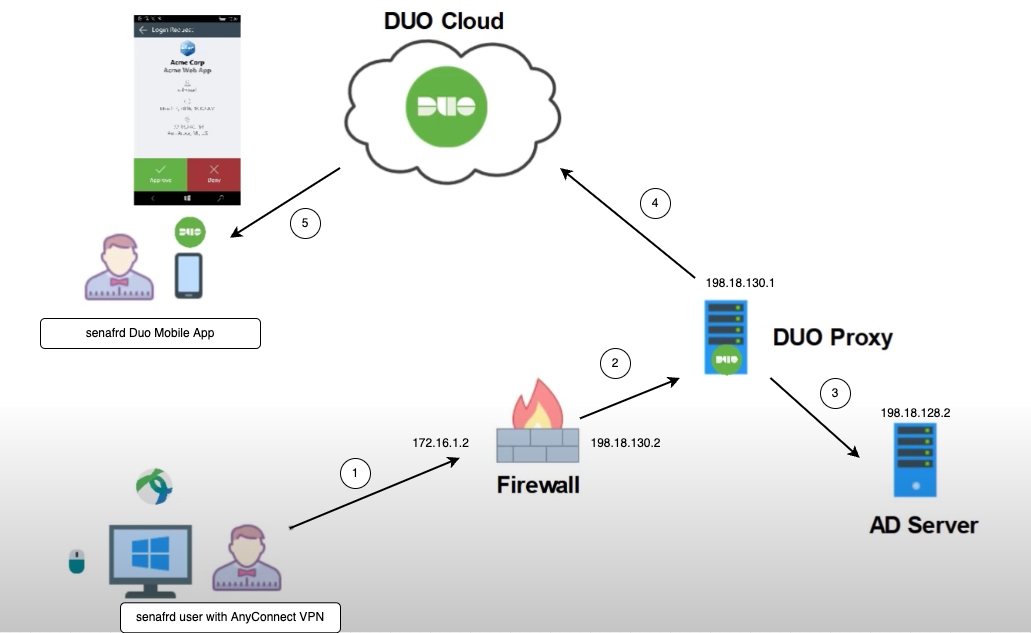 DUO Cloud
Login Request
Acme Corp
Acme Web App
Approve
Deny
DUO
4
5
198.18.130.1
DUO
senafrd Duo Mobile App
DUO Proxy
DUO
2
3
172.16.1.2
198.18.130.2
198.18.128.2
1
Firewall
AD Server
senafrd user with AnyConnect VPN